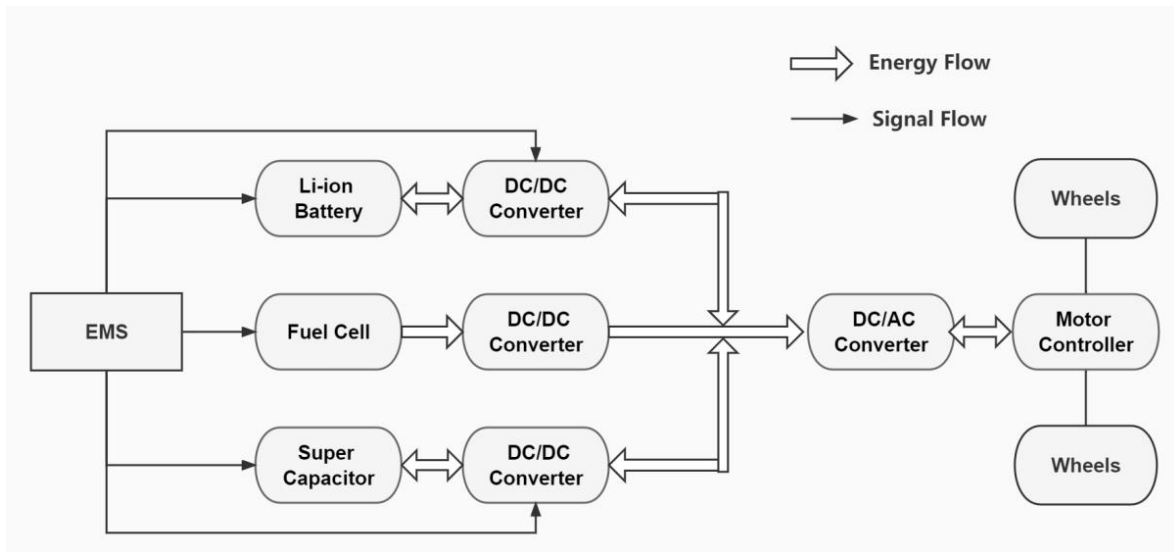 Energy Flow
Signal Flow
Li-ion
Battery
DC/DC
Converter
Wheels
EMS
Fuel Cell
DC/DC
Converter
DC/AC
Converter
Motor
Controller
Super
Capacitor
DC/DC
Converter
Wheels